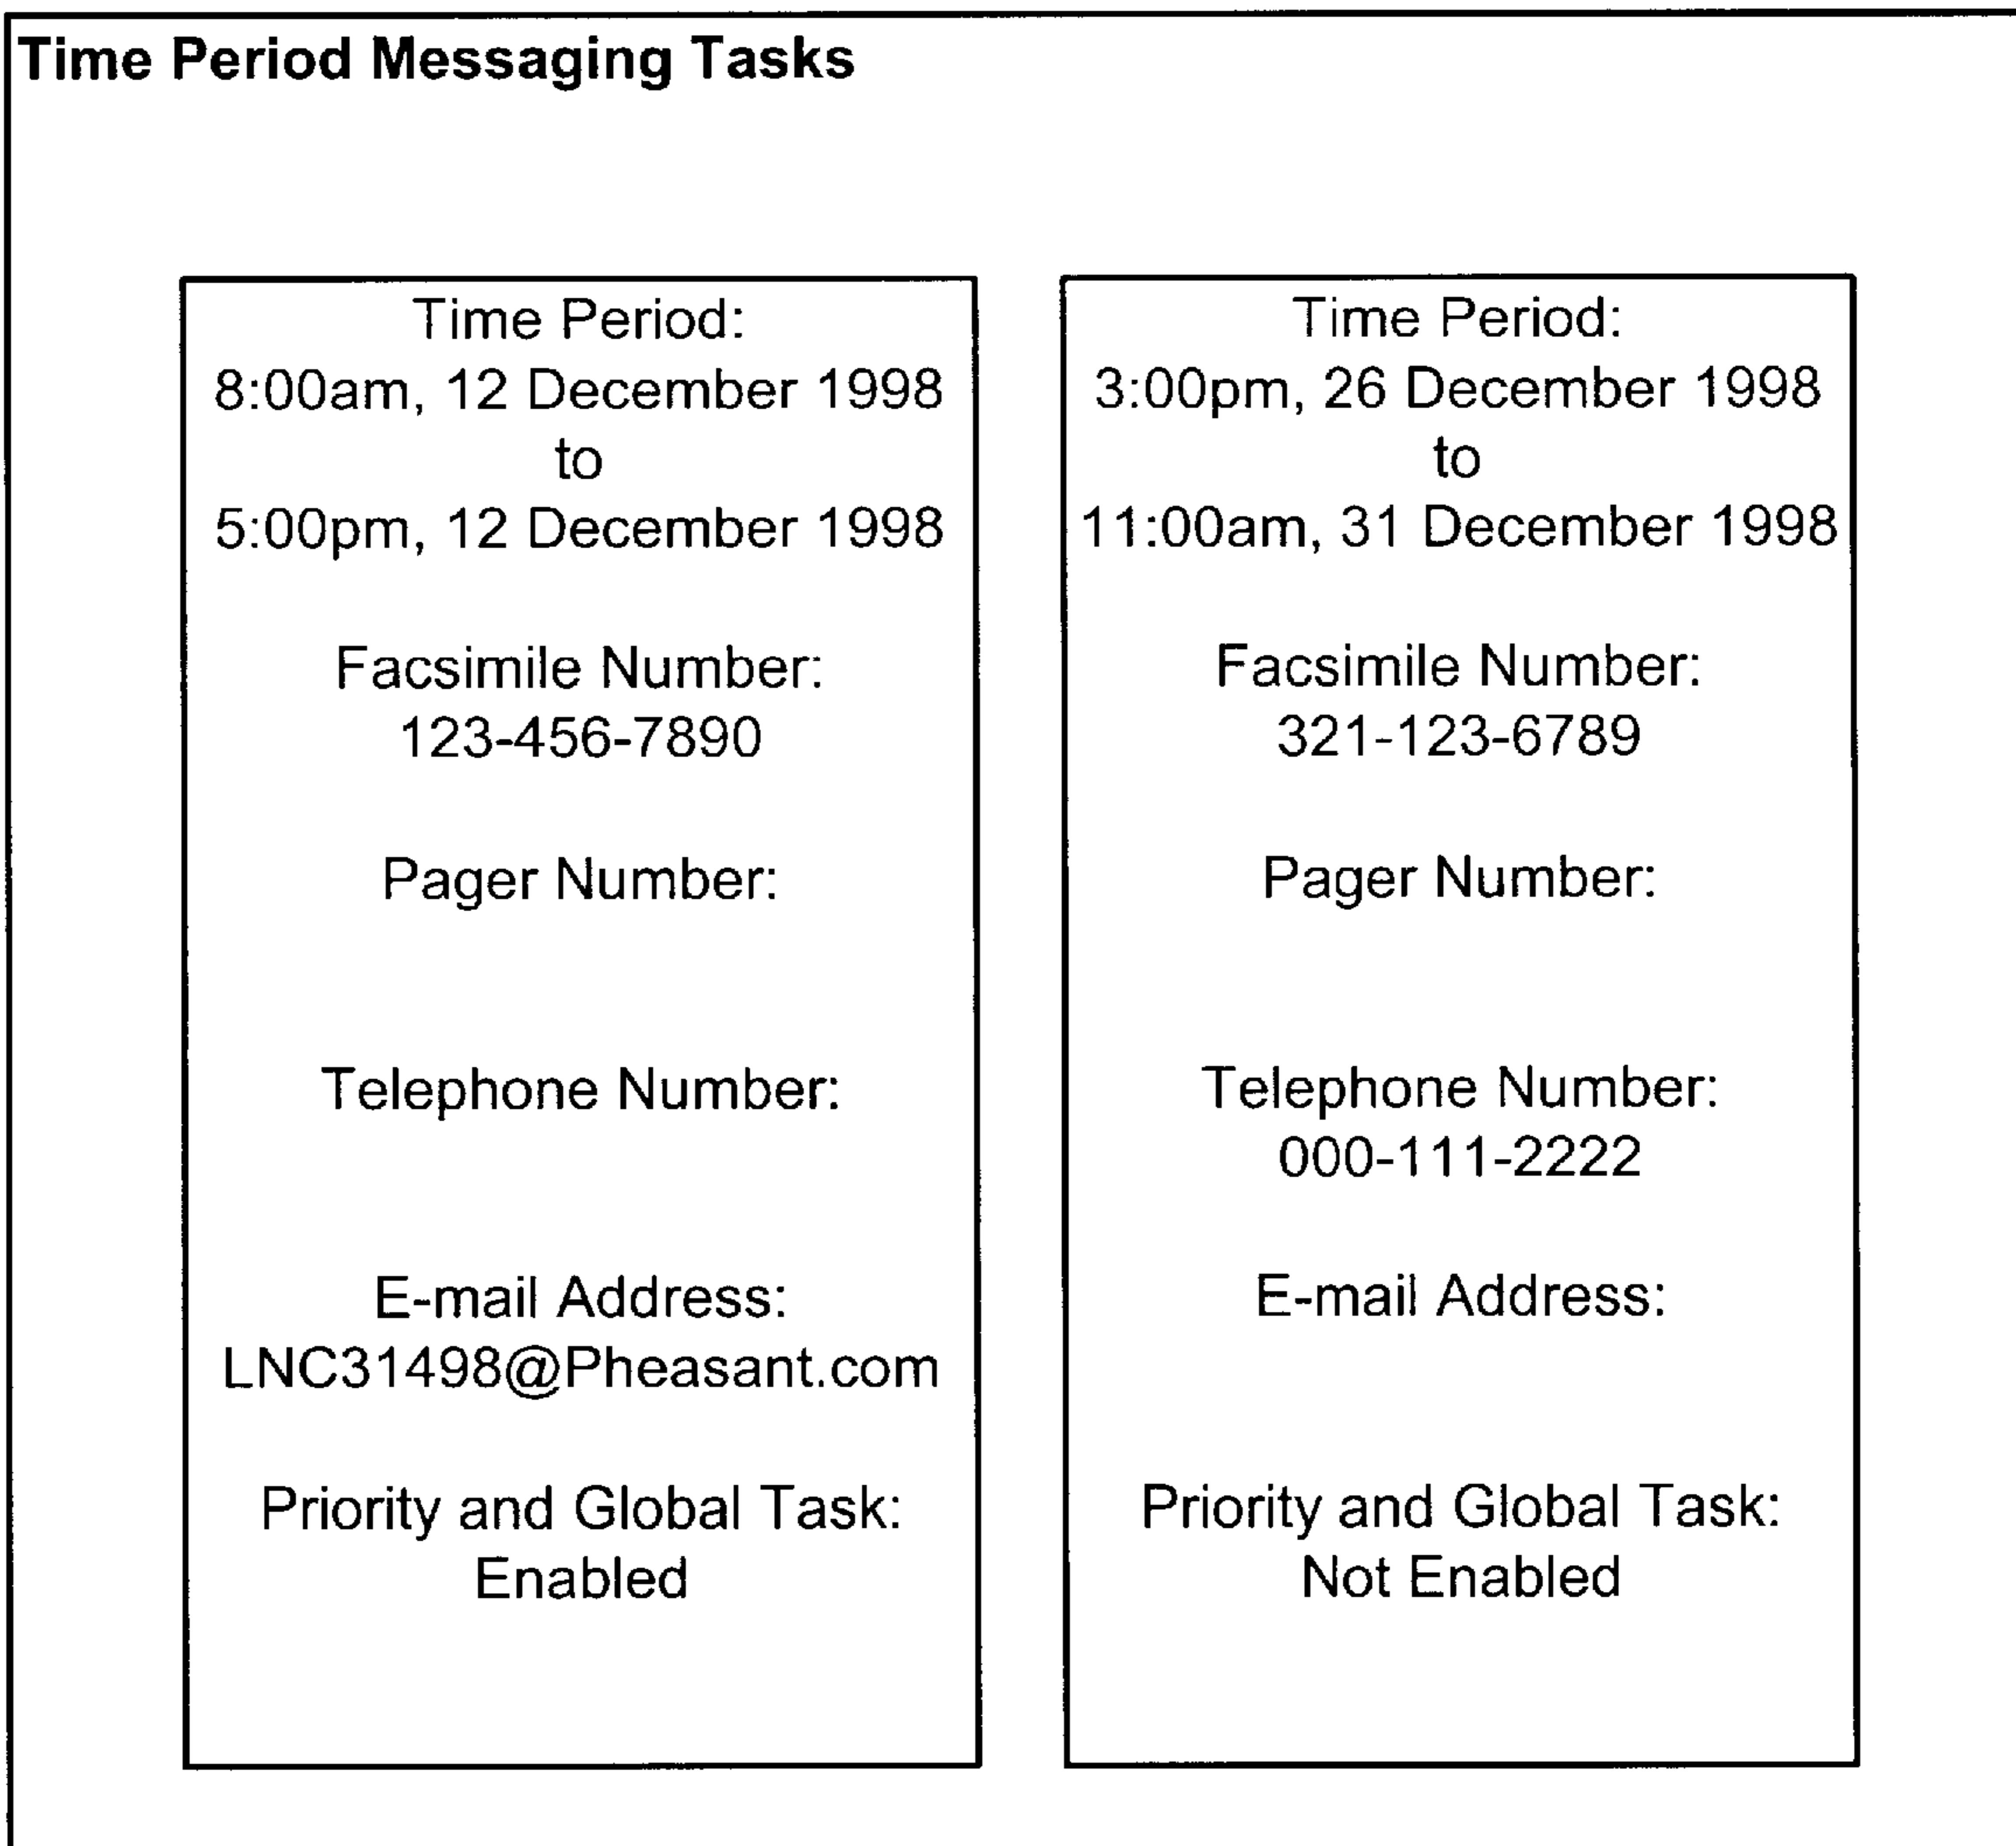 Time Period Messaging Tasks
Time Period:
8:00am, 12 December 1998
to
5:00pm, 12 December 1998
Facsimile Number:
123-456-7890
Pager Number:
Telephone Number:
E-mail Address:
LNC31498@Pheasant.com
Priority and Global Task:
Enabled
Time Period:
3:00pm, 26 December 1998
to
11:00am, 31 December 1998
Facsimile Number:
321-123-6789
Pager Number:
Telephone Number:
000-111-2222
E-mail Address:
Priority and Global Task:
Not Enabled